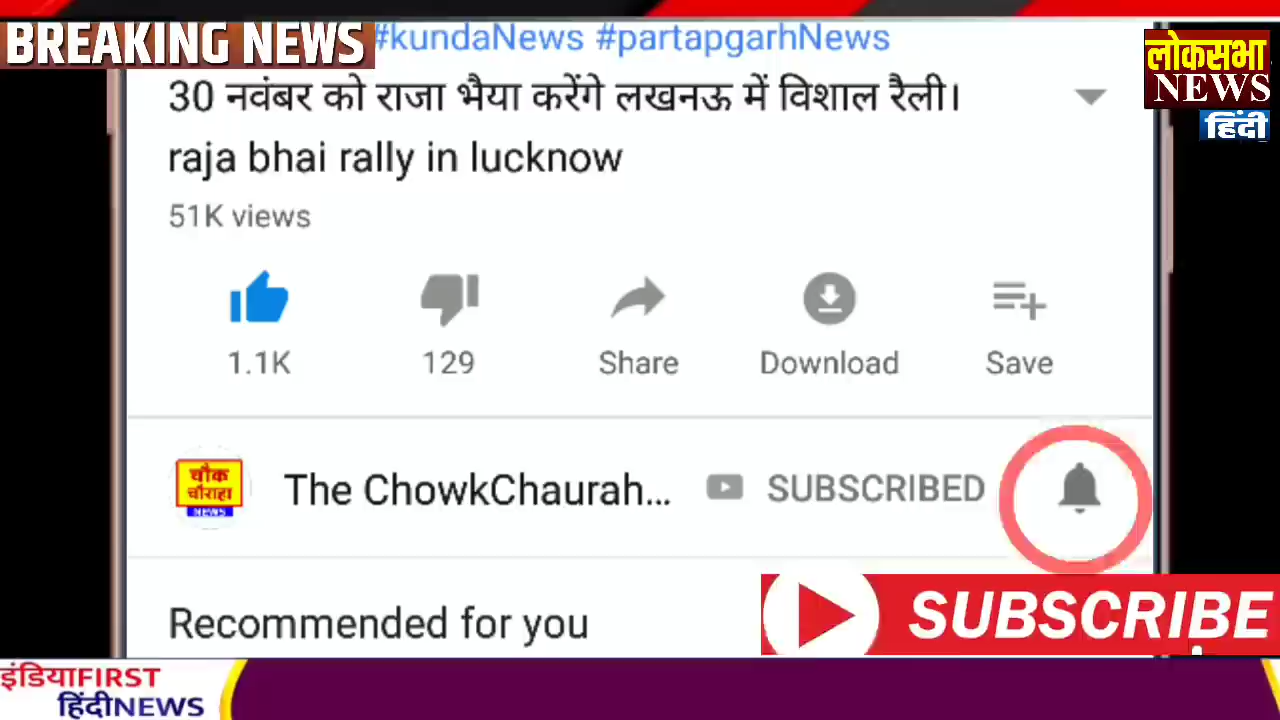 BREAKING NEWS
#kundaNews #partapgarhNews
लोकसभा
NEWS
हिंदी
30 नवंबर को राजा भैया करेंगे लखनऊ में विशाल रैली।
raja bhai rally in lucknow
51K views
1.1K
129
Share
Download
Save
चौक
चौराहा
NEWS
The ChowkChaurah...
SUBSCRIBED
SUBSCRIBE
Recommended for you
इंडियाFIRST
हिंदीNEWS